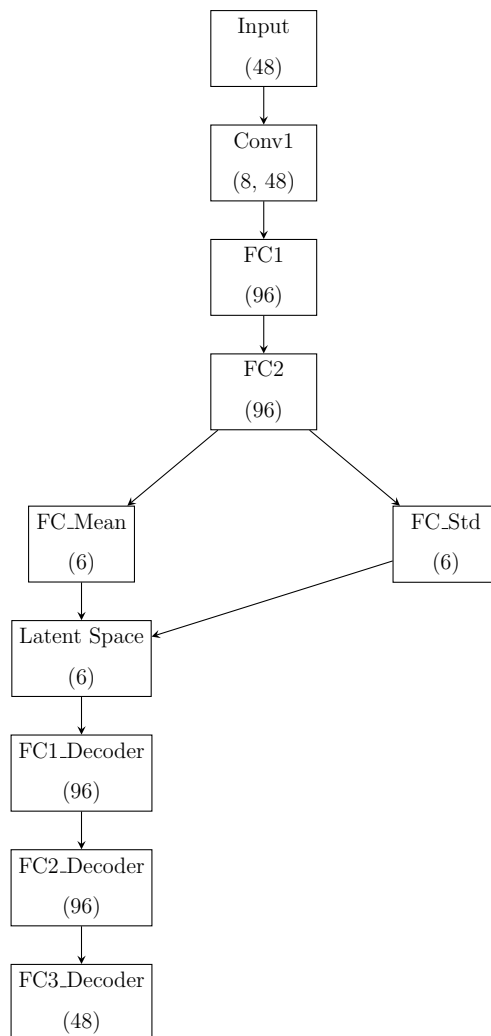 Input
(48)
Conv1
(8, 48)
FC1
(96)
FC2
(96)
FC_Mean
(6)
FC_Std
(6)
Latent Space
(6)
FC1_Decoder
(96)
FC2_Decoder
(96)
FC3_Decoder
(48)